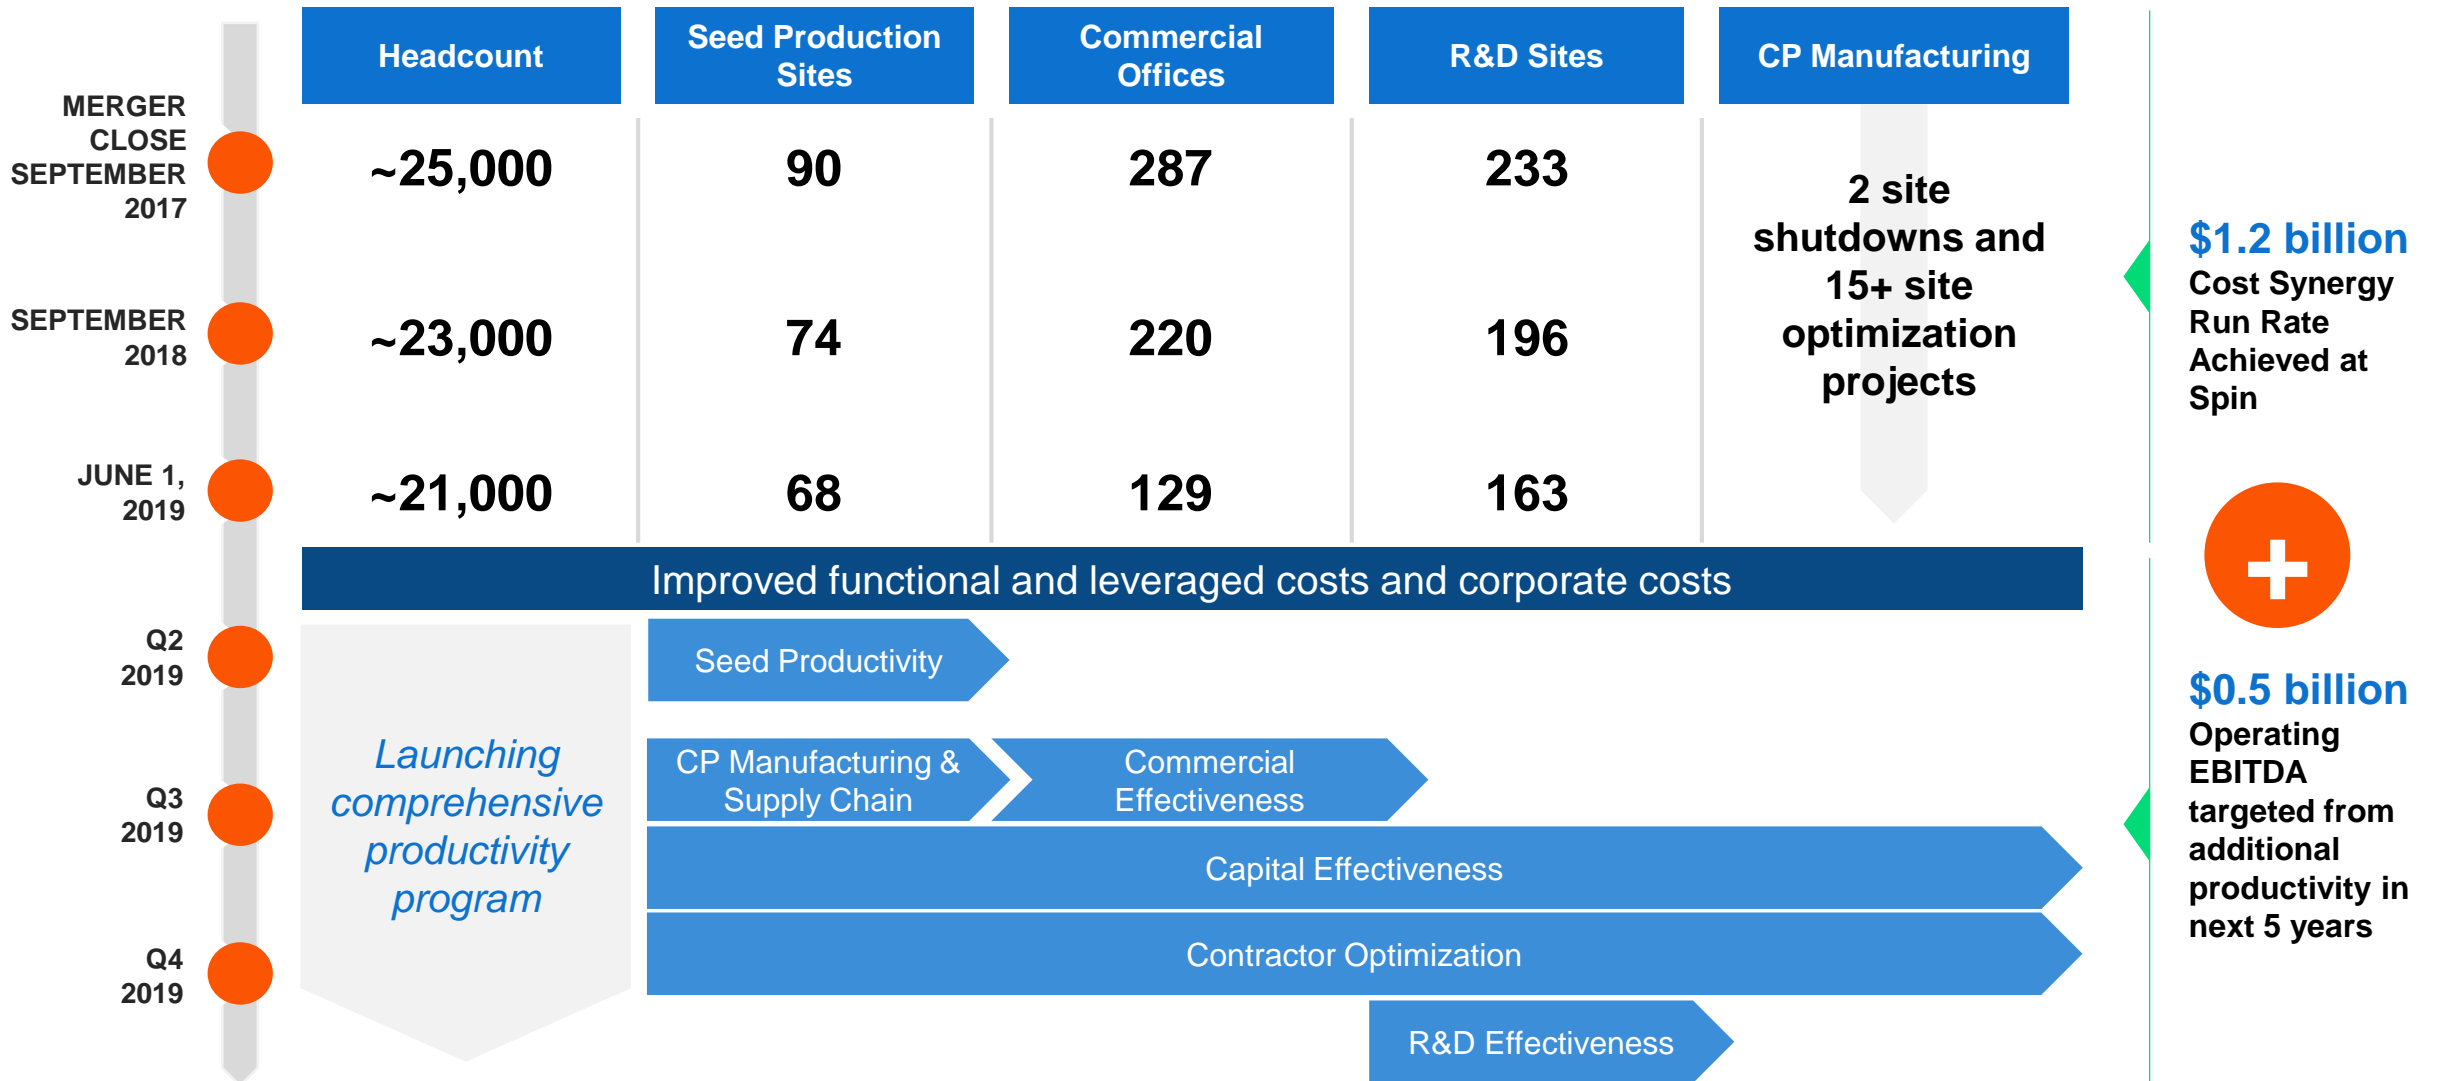 Headcount
Seed Production
Sites
Commercial
Offices
R&D Sites
CP Manufacturing
MERGER
CLOSE
SEPTEMBER
2017
~25,000
90
287
233
2 site
shutdowns and
15+ site
optimization
projects
SEPTEMBER
2018
~23,000
74
220
196
JUNE 1,
2019
~21,000
68
129
163
$1.2 billion
Cost Synergy
Run Rate
Achieved at
Spin
+
Improved functional and leveraged costs and corporate costs
Q2
2019
Seed Productivity
Launching
comprehensive
productivity
program
Q3
2019
CP Manufacturing &
Supply Chain
Commercial
Effectiveness
Capital Effectiveness
Contractor Optimization
Q4
2019
R&D Effectiveness
$0.5 billion
Operating
EBITDA
targeted from
additional
productivity in
next 5 years